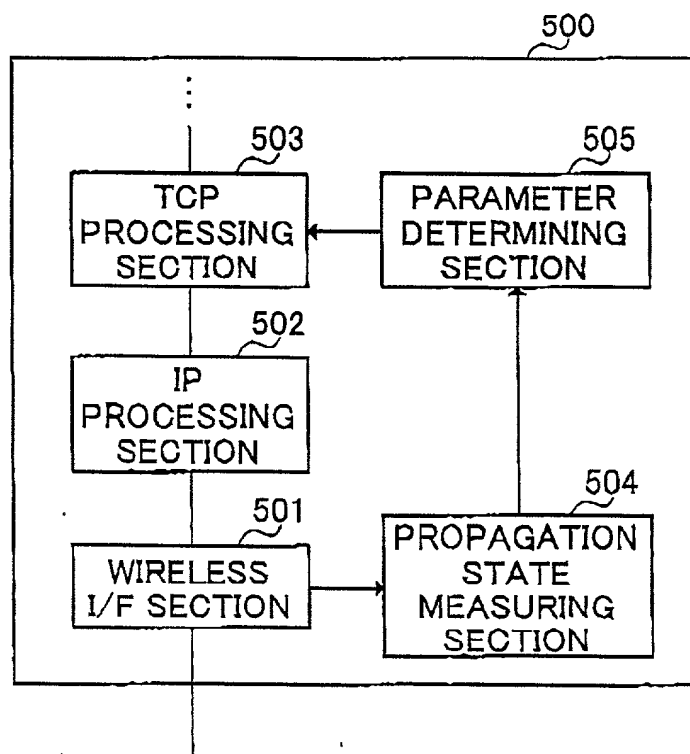 500
503
TCP
PROCESSING
SECTION
505
PARAMETER
DETERMINING
SECTION
502
IP
PROCESSING
SECTION
501
WIRELESS
I/F SECTION
504
PROPAGATION
STATE
MEASURING
SECTION